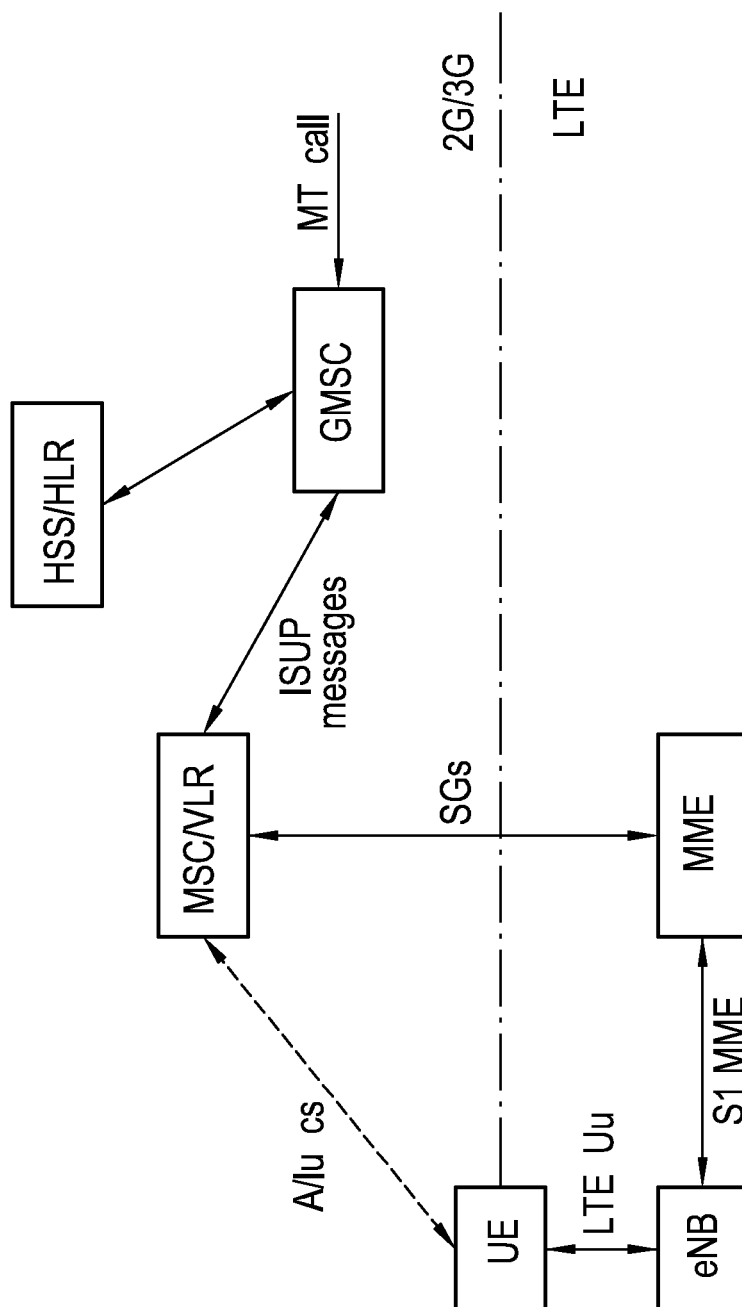 HSS/HLR
MT call
GMSC
ISUP
messages
MSC/VLR
A/Iu cs
2G/3G
LTE
SGs
UE
LTE Uu
eNB
S1 MME
MME